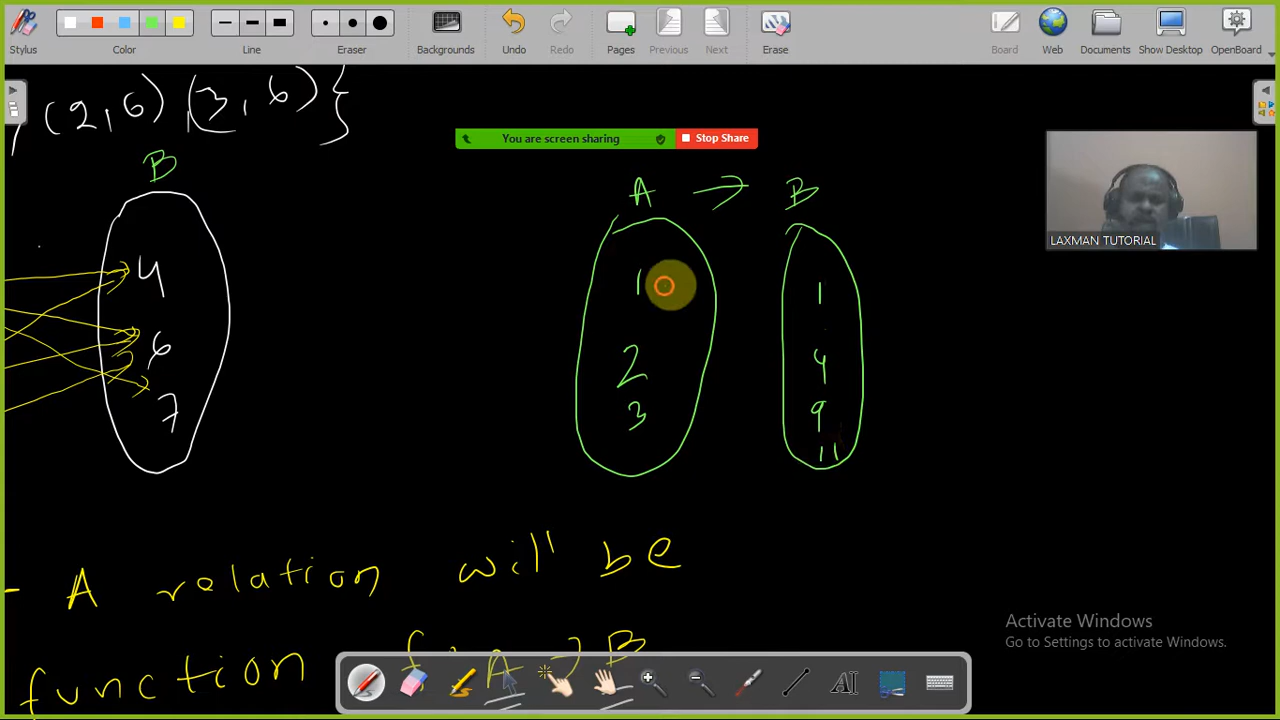 Stylus
Color
Line
Eraser
Backgrounds
Undo
Redo
Pages
Previous
Next
Erase
Board
Web
Documents
Show Desktop
OpenBoard
(2,6) (3,6)}
You are screen sharing
Stop Share
LAXMAN TUTORIAL
B
4
6
7
A → B
1 1
2 4
3 9
11
- A relation will be
function f: A → B
Activate Windows
Go to Settings to activate Windows.